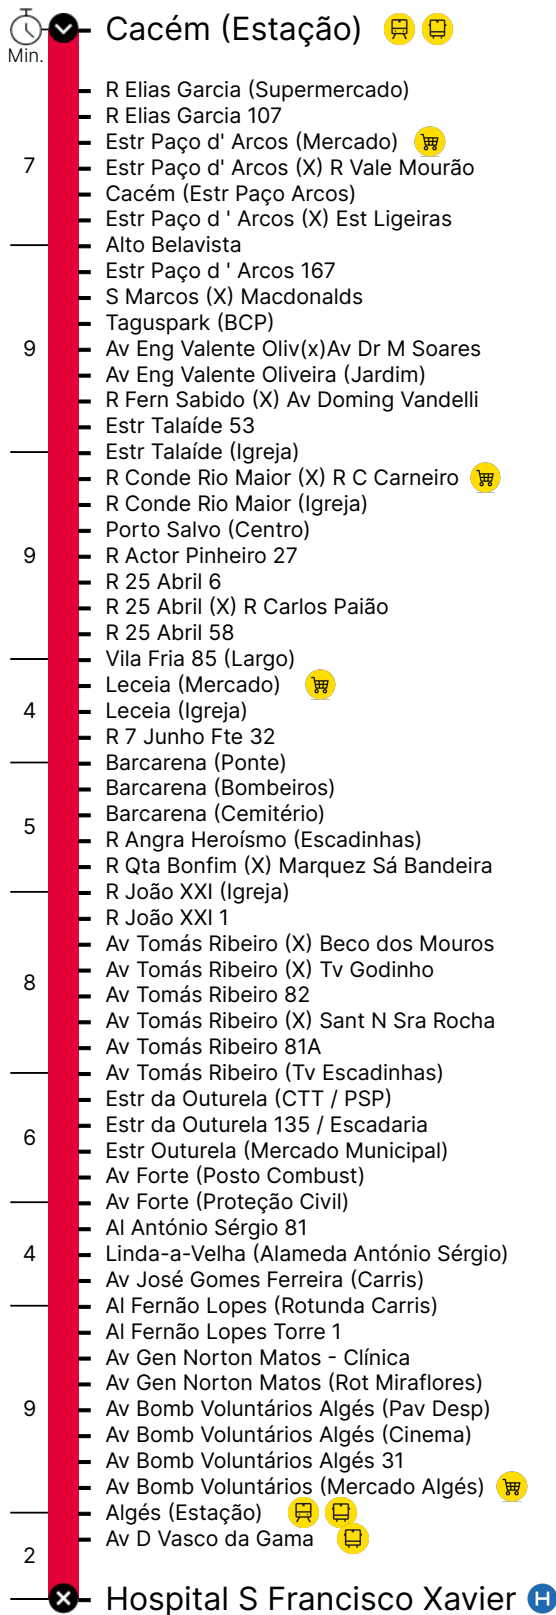 Cacém (Estação)
Min.
R Elias Garcia (Supermercado)
R Elias Garcia 107
Estr Paço d' Arcos (Mercado)
7 Estr Paço d' Arcos (X) R Vale Mourão
Cacém (Estr Paço Arcos)
Estr Paço d ' Arcos (X) Est Ligeiras
Alto Belavista
Estr Paço d ' Arcos 167
S Marcos (X) Macdonalds
Taguspark (BCP)
9 Av Eng Valente Oliv(x)Av Dr M Soares
Av Eng Valente Oliveira (Jardim)
R Fern Sabido (X) Av Doming Vandelli
Estr Talaíde 53
Estr Talaíde (Igreja)
R Conde Rio Maior (X) R C Carneiro
R Conde Rio Maior (Igreja)
Porto Salvo (Centro)
9 R Actor Pinheiro 27
R 25 Abril 6
R 25 Abril (X) R Carlos Paião
R 25 Abril 58
Vila Fria 85 (Largo)
Leceia (Mercado)
4 Leceia (Igreja)
R 7 Junho Fte 32
Barcarena (Ponte)
Barcarena (Bombeiros)
5 Barcarena (Cemitério)
R Angra Heroísmo (Escadinhas)
R Qta Bonfim (X) Marquez Sá Bandeira
R João XXI (Igreja)
R João XXI 1
Av Tomás Ribeiro (X) Beco dos Mouros
8 Av Tomás Ribeiro (X) Tv Godinho
Av Tomás Ribeiro 82
Av Tomás Ribeiro (X) Sant N Sra Rocha
Av Tomás Ribeiro 81A
Av Tomás Ribeiro (Tv Escadinhas)
Estr da Outurela (CTT / PSP)
6 Estr da Outurela 135 / Escadaria
Estr Outurela (Mercado Municipal)
Av Forte (Posto Combust)
Av Forte (Proteção Civil)
Al António Sérgio 81
4 Linda-a-Velha (Alameda António Sérgio)
Av José Gomes Ferreira (Carris)
Al Fernão Lopes (Rotunda Carris)
Al Fernão Lopes Torre 1
Av Gen Norton Matos - Clínica
Av Gen Norton Matos (Rot Miraflores)
9 Av Bomb Voluntários Algés (Pav Desp)
Av Bomb Voluntários Algés (Cinema)
Av Bomb Voluntários Algés 31
Av Bomb Voluntários (Mercado Algés)
Algés (Estação)
2 Av D Vasco da Gama
Hospital S Francisco Xavier H